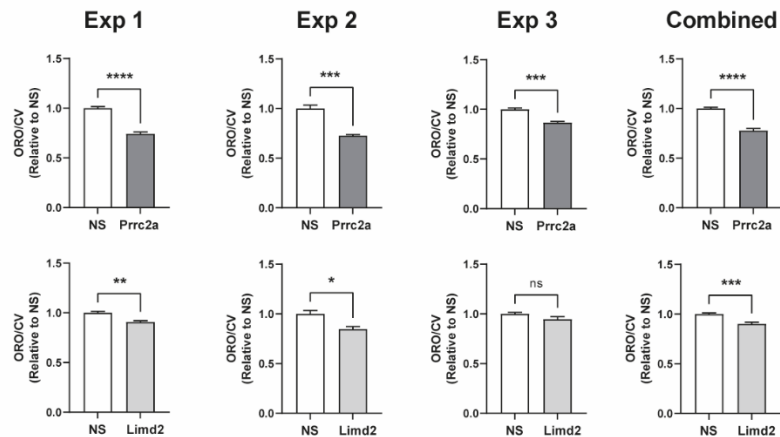 Exp 1
Exp 2
Exp 3
Combined
ORO/CV
(Relative to NS)
1.5
1.0
0.5
0.0
****
NS Prrc2a
ORO/CV
(Relative to NS)
1.5
1.0
0.5
0.0
***
NS Prrc2a
ORO/CV
(Relative to NS)
1.5
1.0
0.5
0.0
***
NS Prrc2a
ORO/CV
(Relative to NS)
1.5
1.0
0.5
0.0
****
NS Prrc2a
ORO/CV
(Relative to NS)
1.5
1.0
0.5
0.0
**
NS Limd2
ORO/CV
(Relative to NS)
1.5
1.0
0.5
0.0
*
NS Limd2
ORO/CV
(Relative to NS)
1.5
1.0
0.5
0.0
ns
NS Limd2
ORO/CV
(Relative to NS)
1.5
1.0
0.5
0.0
***
NS Limd2